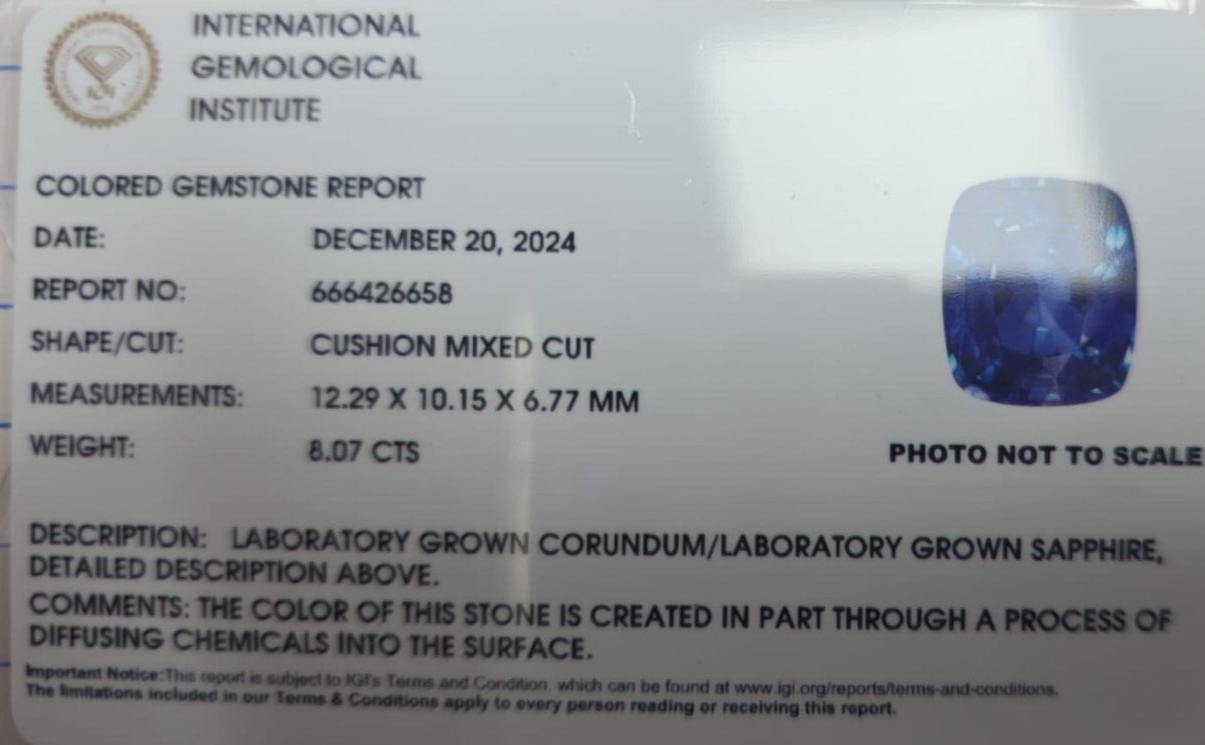 INTERNATIONAL
GEMOLOGICAL
INSTITUTE
COLORED GEMSTONE REPORT
DATE: DECEMBER 20, 2024
REPORT NO: 666426658
SHAPE/CUT: CUSHION MIXED CUT
MEASUREMENTS: 12.29 X 10.15 X 6.77 MM
WEIGHT: 8.07 CTS
PHOTO NOT TO SCALE
DESCRIPTION: LABORATORY GROWN CORUNDUM/LABORATORY GROWN SAPPHIRE,
DETAILED DESCRIPTION ABOVE.
COMMENTS: THE COLOR OF THIS STONE IS CREATED IN PART THROUGH A PROCESS OF
DIFFUSING CHEMICALS INTO THE SURFACE.
Important Notice:This report is subject to IGI's Terms and Condition. which can be found at www.igi.org/reports/terms-and-conditions.
The limitations included in our Terms & Conditions apply to every person reading or receiving this report.